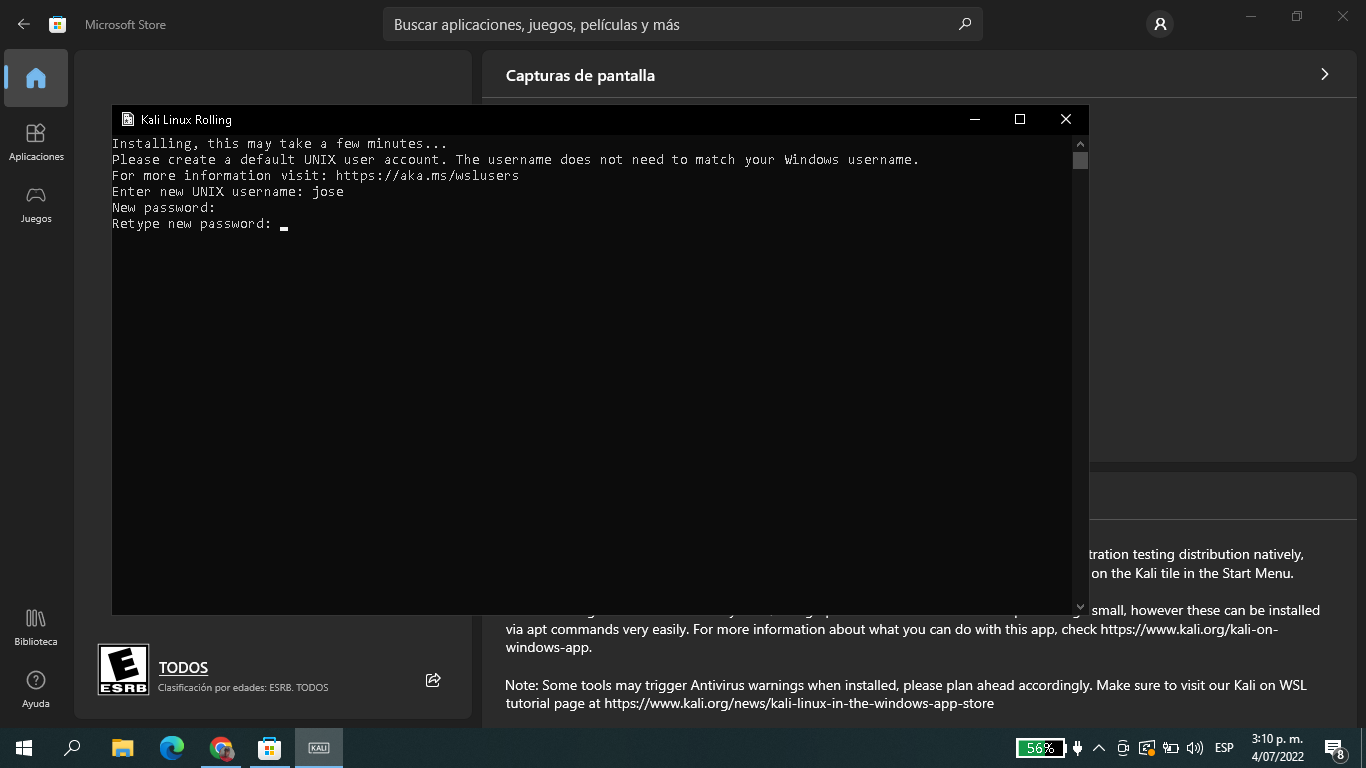 Microsoft Store
Buscar aplicaciones, juegos, películas y más
Capturas de pantalla
Aplicaciones
Juegos
Kali Linux Rolling
Installing, this may take a few minutes...
Please create a default UNIX user account. The username does not need to match your Windows username.
For more information visit: https://aka.ms/wslusers
Enter new UNIX username: jose
New password:
Retype new password:
tration testing distribution natively,
on the Kali tile in the Start Menu.
small, however these can be installed
via apt commands very easily. For more information about what you can do with this app, check https://www.kali.org/kali-on-
windows-app.
Note: Some tools may trigger Antivirus warnings when installed, please plan ahead accordingly. Make sure to visit our Kali on WSL
tutorial page at https://www.kali.org/news/kali-linux-in-the-windows-app-store
Biblioteca
Ayuda
E
ESRB
TODOS
Clasificación por edades: ESRB. TODOS
KALI
56%
ESP
3:10 p. m.
4/07/2022
8